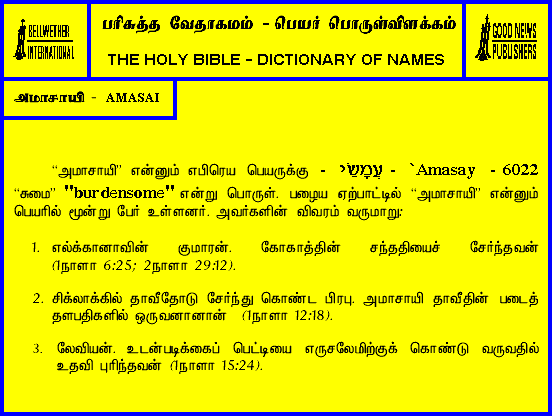 BELLWETHER
INTERNATIONAL
பரிசுத்த வேதாகமம் - பெயர் பொருள்விளக்கம்
THE HOLY BIBLE - DICTIONARY OF NAMES
GOOD NEWS
PUBLISHERS
அமாசாயி - AMASAI
“அமாசாயி” என்னும் எபிரெய பெயருக்கு - עֲמָשַׂי - `Amasay - 6022
“சுமை” "burdensome" என்று பொருள். பழைய ஏற்பாட்டில் “அமாசாயி” என்னும்
பெயரில் மூன்று பேர் உள்ளனர். அவர்களின் விவரம் வருமாறு:
1. எல்க்கானாவின் குமாரன். கோகாத்தின் சந்ததியைச் சேர்ந்தவன்
(1நாளா 6:25; 2நாளா 29:12).
2. சிக்லாக்கில் தாவீதோடு சேர்ந்து கொண்ட பிரபு. அமாசாயி தாவீதின் படைத்
தளபதிகளில் ஒருவனானான் (1நாளா 12:18).
3. லேவியன். உடன்படிக்கைப் பெட்டியை எருசலேமிற்குக் கொண்டு வருவதில்
உதவி புரிந்தவன் (1நாளா 15:24).